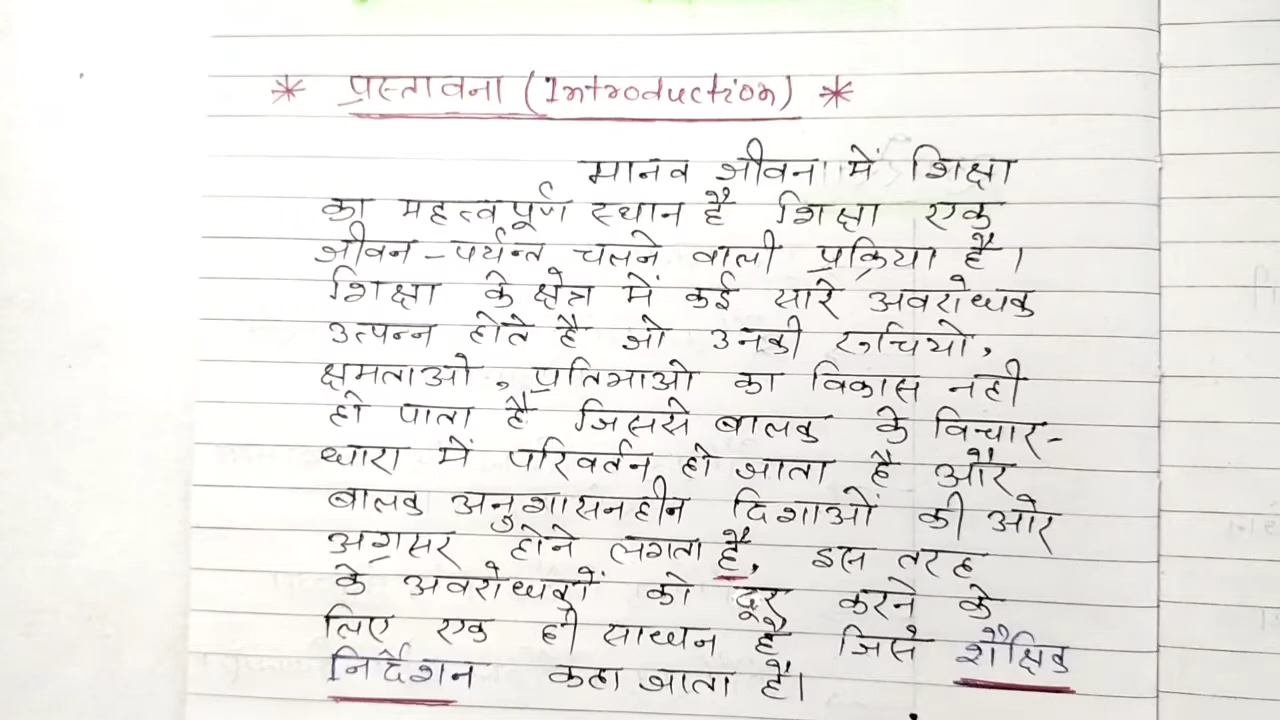 * प्रस्तावना (Introduction) *
मानव जीवन में शिक्षा
का महत्वपूर्ण स्थान है शिक्षा एक
जीवन-पर्यन्त चलने वाली प्रक्रिया है।
शिक्षा के क्षेत्र में कई सारे अवरोधक
उत्पन्न होते है जो उनकी रूचियो,
क्षमताओ, प्रतिभाओ का विकास नही
हो पाता है जिससे बालक के विचार-
धारा में परिवर्तन हो जाता है और
बालक अनुशासनहीन दिशाओं की ओर
अग्रसर होने लगता है, इस तरह
के अवरोधकों को दूर करने के
लिए एक ही साधन है जिसे शैक्षिक
निर्देशन कहा जाता है।